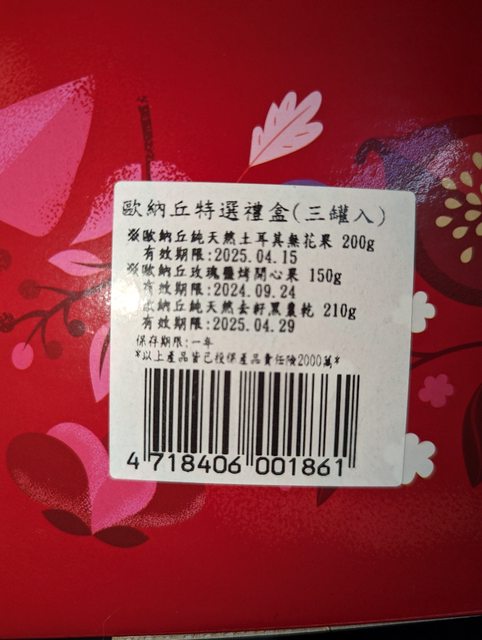 歐納丘特選禮盒(三罐入)
※歐納丘純天然土耳其無花果 200g
有效期限:2025.04.15
※歐納丘玫瑰鹽烤開心果 150g
有效期限:2024.09.24
歐納丘純天然去籽黑棗乾 210g
有效期限:2025.04.29
保存期限:一年
*以上產品皆已投保產品責任險2000萬*
4 718406 001861